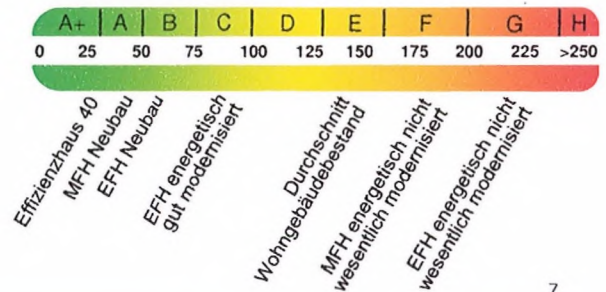 A+ A B C D E F G H
0 25 50 75 100 125 150 175 200 225 >250
Effizienzhaus 40
MFH Neubau
EFH Neubau
EFH energetisch
gut modernisiert
Durchschnitt
Wohngebäudebestand
MFH energetisch nicht
wesentlich modernisiert
EFH energetisch nicht
wesentlich modernisiert
7